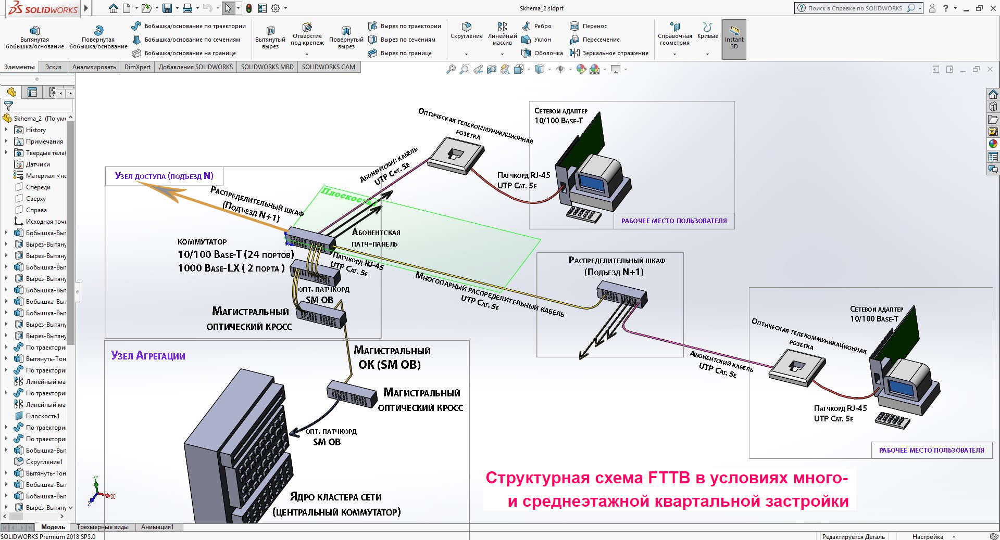 SOLIDWORKS
Skhema_2.sldprt
Поиск в Справке по SOLIDWORKS
Вытянутая
бобышка/основание
Повернутая
бобышка/основание
Бобышка/основание по траектории
Бобышка/основание по сечениям
Бобышка/основание на границе
Вытянутый
вырез
Отверстие
под крепеж
Повернутый
вырез
Вырез по траектории
Вырез по сечениям
Вырез по границе
Скругление
Линейный
массив
Ребро
Уклон
Оболочка
Перенос
Пересечение
Зеркальное отражение
Справочная
геометрия
Кривые
Instant
3D
Элементы
Эскиз
Анализировать
DimXpert
Добавления SOLIDWORKS
SOLIDWORKS MBD
SOLIDWORKS CAM
Skhema_2 (По умо
History
Примечания
Твердые тела(
Датчики
Материал <не
Спереди
Сверху
Справа
Исходная точк
Бобышка-Выт
Вырез-Вытяну
Вырез-Вытяну
Бобышка-Выт
Вырез-Вытяну
Бобышка-Выт
Бобышка-Выт
Бобышка-Выт
Вырез-Вытяну
Вырез-Вытяну
По траектори
Вытянуть-Тон
По траектори
Линейный ма
По траектори
Линейный ма
Плоскость1
По траектори
По траектори
Бобышка-Выт
Скругление1
Вытянуть-Тон
Бобышка-Выт
Бобышка-Выт
Вырез-Вытяну
Узел доступа (подъезд N)
Распределительный шкаф
(Подъезд N+1)
коммутатор
10/100 Base-T (24 портов)
1000 Base-LX ( 2 порта )
Плоскость1
Абонентский кабель
UTP Cat. 5e
Оптическая телекоммуникационная
розетка
Сетевой адаптер
10/100 Base-T
Патчкорд RJ-45
UTP Cat. 5e
рабочее место пользователя
Абонентская
патч-панель
Патчкорд RJ-45
UTP Cat. 5e
опт. патчкорд
SM ОВ
Магистральный
оптический кросс
Многопарный распределительный кабель
UTP Cat. 5e
Распределительный шкаф
(Подъезд N+1)
Абонентский кабель
UTP Cat. 5e
Оптическая телекоммуникационная
розетка
Сетевой адаптер
10/100 Base-T
Патчкорд RJ-45
UTP Cat. 5e
рабочее место пользователя
Узел Агрегации
Магистральный
ОК (SM ОВ)
Магистральный
оптический кросс
опт. патчкорд
SM ОВ
Ядро кластера сети
(центральный коммутатор)
Структурная схема FTTB в условиях много-
и среднеэтажной квартальной застройки
Y
X
Z
Модель
Трехмерные виды
Анимация1
SOLIDWORKS Premium 2018 SP5.0
Редактируется Деталь
Настройка